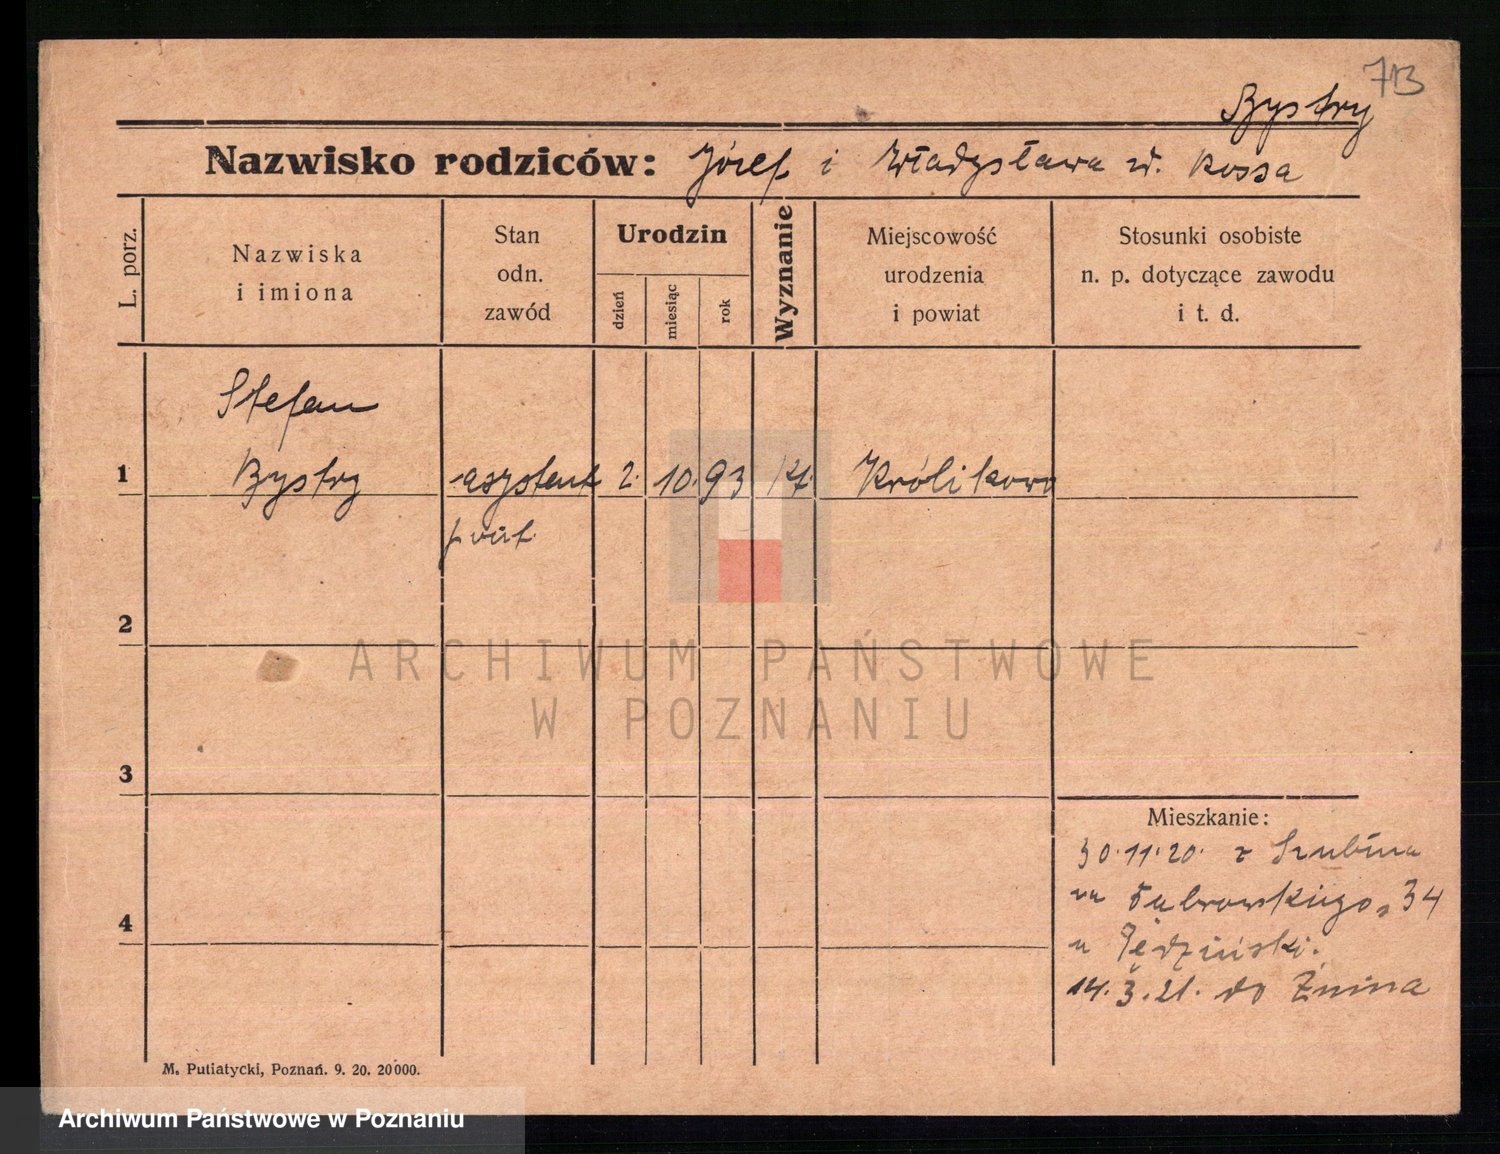 713
Bystry
Nazwisko rodziców: Józef i Władysława z d. Kossa
L. porz.
Nazwiska
i imiona
Stan
odn.
zawód
Urodzin
dzień
miesiąc
rok
Wyznanie
Miejscowość
urodzenia
i powiat
Stosunki osobiste
n. p. dotyczące zawodu
i t. d.
Stefan
1 Bystry asystent 2. 10. 93 kt. Królikowo
2
ARCHIWUM PAŃSTWOWE
W POZNANIU
3
Mieszkanie:
30.11.20. z Szubina
34
4
14.3.21. do Żnina
M. Putiatycki, Poznań. 9. 20. 20000.
Archiwum Państwowe w Poznaniu